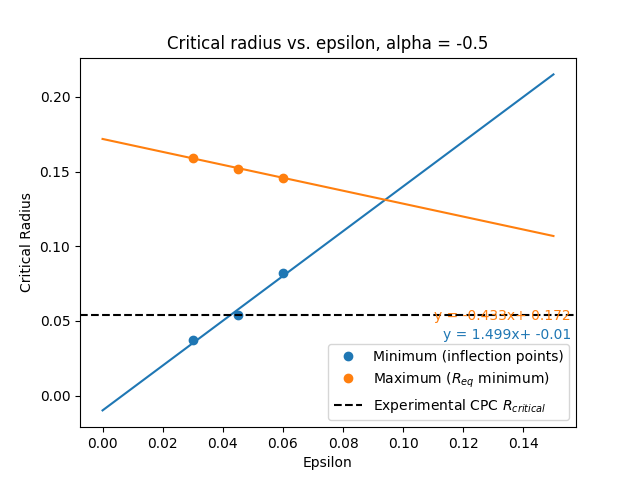 Critical radius vs. epsilon, alpha = -0.5
0.20
0.15
0.10
0.05
0.00
Critical Radius
y = -0.433x+ 0.172
y = 1.499x+ -0.01
Minimum (inflection points)
Maximum (R_eq minimum)
Experimental CPC R_critical
0.00 0.02 0.04 0.06 0.08 0.10 0.12 0.14
Epsilon